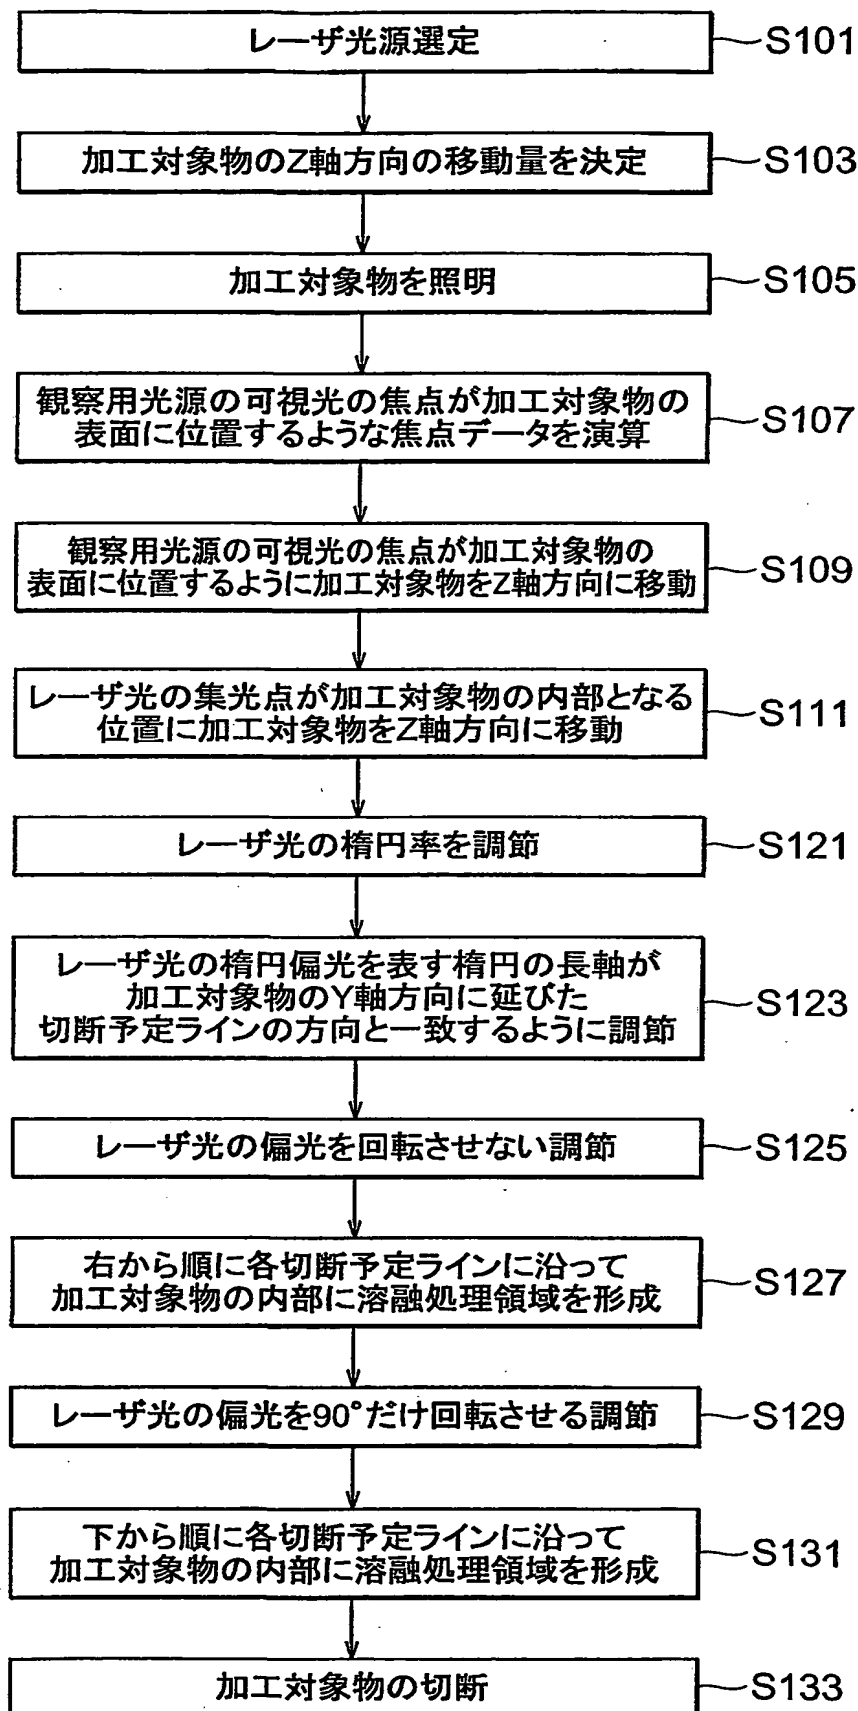 レーザ光源選定
S101
加工対象物のZ軸方向の移動量を決定
S103
加工対象物を照明
S105
観察用光源の可視光の焦点が加工対象物の
表面に位置するような焦点データを演算
S107
観察用光源の可視光の焦点が加工対象物の
表面に位置するように加工対象物をZ軸方向に移動
S109
レーザ光の集光点が加工対象物の内部となる
位置に加工対象物をZ軸方向に移動
S111
レーザ光の楕円率を調節
S121
レーザ光の楕円偏光を表す楕円の長軸が
加工対象物のY軸方向に延びた
切断予定ラインの方向と一致するように調節
S123
レーザ光の偏光を回転させない調節
S125
右から順に各切断予定ラインに沿って
加工対象物の内部に溶融処理領域を形成
S127
レーザ光の偏光を90°だけ回転させる調節
S129
下から順に各切断予定ラインに沿って
加工対象物の内部に溶融処理領域を形成
S131
加工対象物の切断
S133